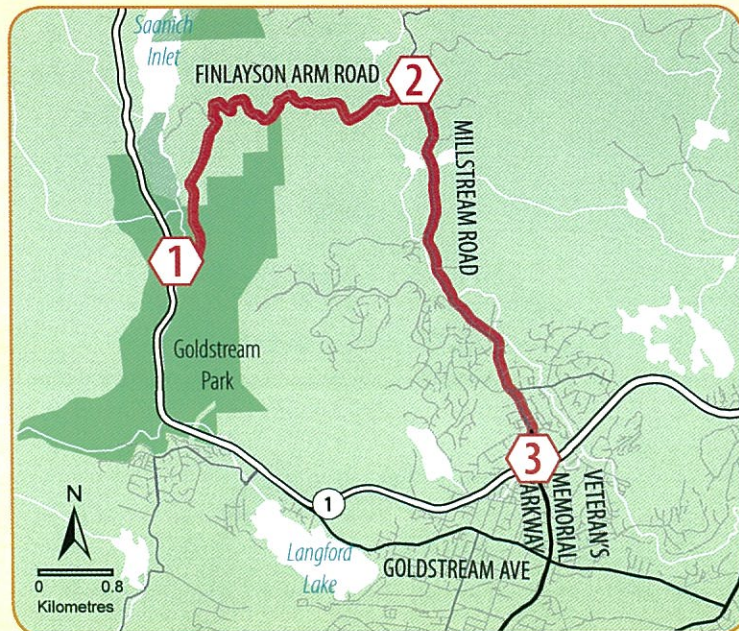 Saanich
Inlet
FINLAYSON ARM ROAD
2
MILLSTREAM ROAD
1
Goldstream
Park
3
VETERAN'S
MEMORIAL
ARKWAY
1
N
Langford
Lake
GOLDSTREAM AVE
0 0.8
Kilometres